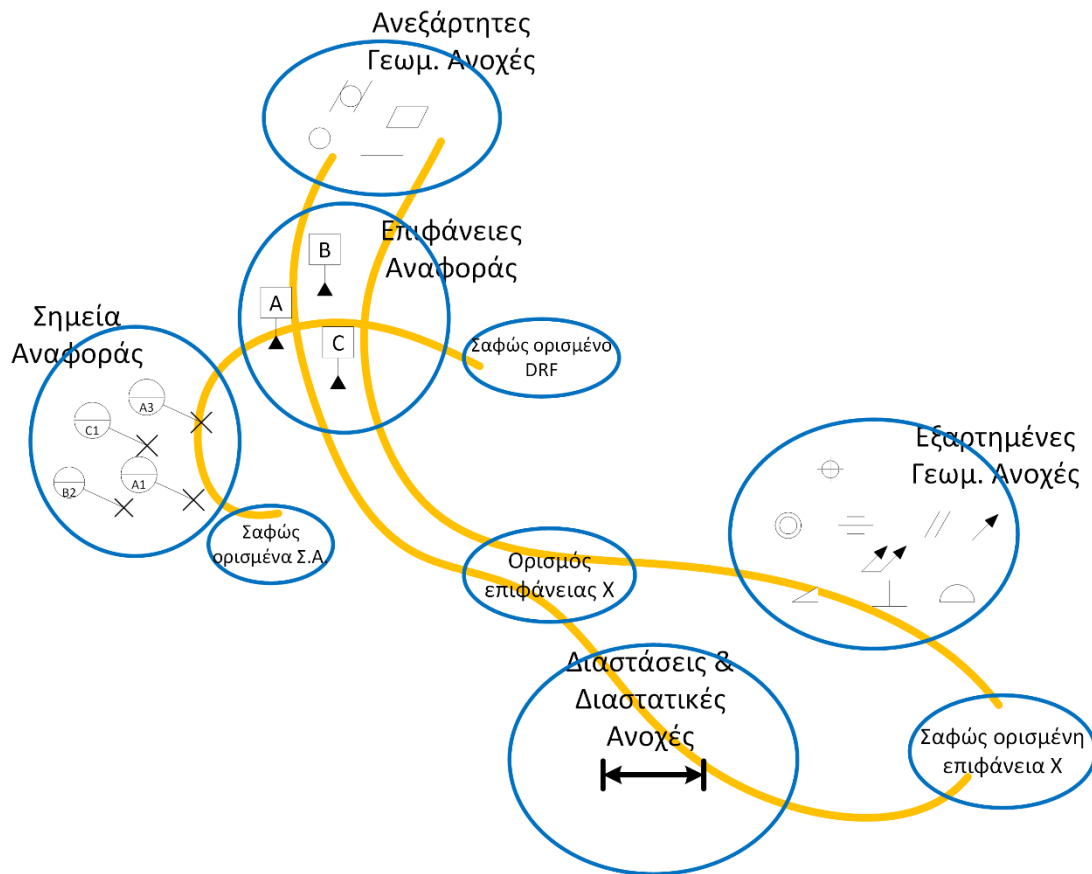 Ανεξάρτητες
Γεωμ. Ανοχές
Επιφάνειες
Αναφοράς
B
A
C
Σημεία
Αναφοράς
A3
C1
B2
A1
Σαφώς ορισμένο
DRF
Σαφώς
ορισμένα Σ.Α.
Εξαρτημένες
Γεωμ. Ανοχές
Ορισμός
επιφάνειας Χ
Διαστάσεις &
Διαστατικές
Ανοχές
Σαφώς ορισμένη
επιφάνεια Χ